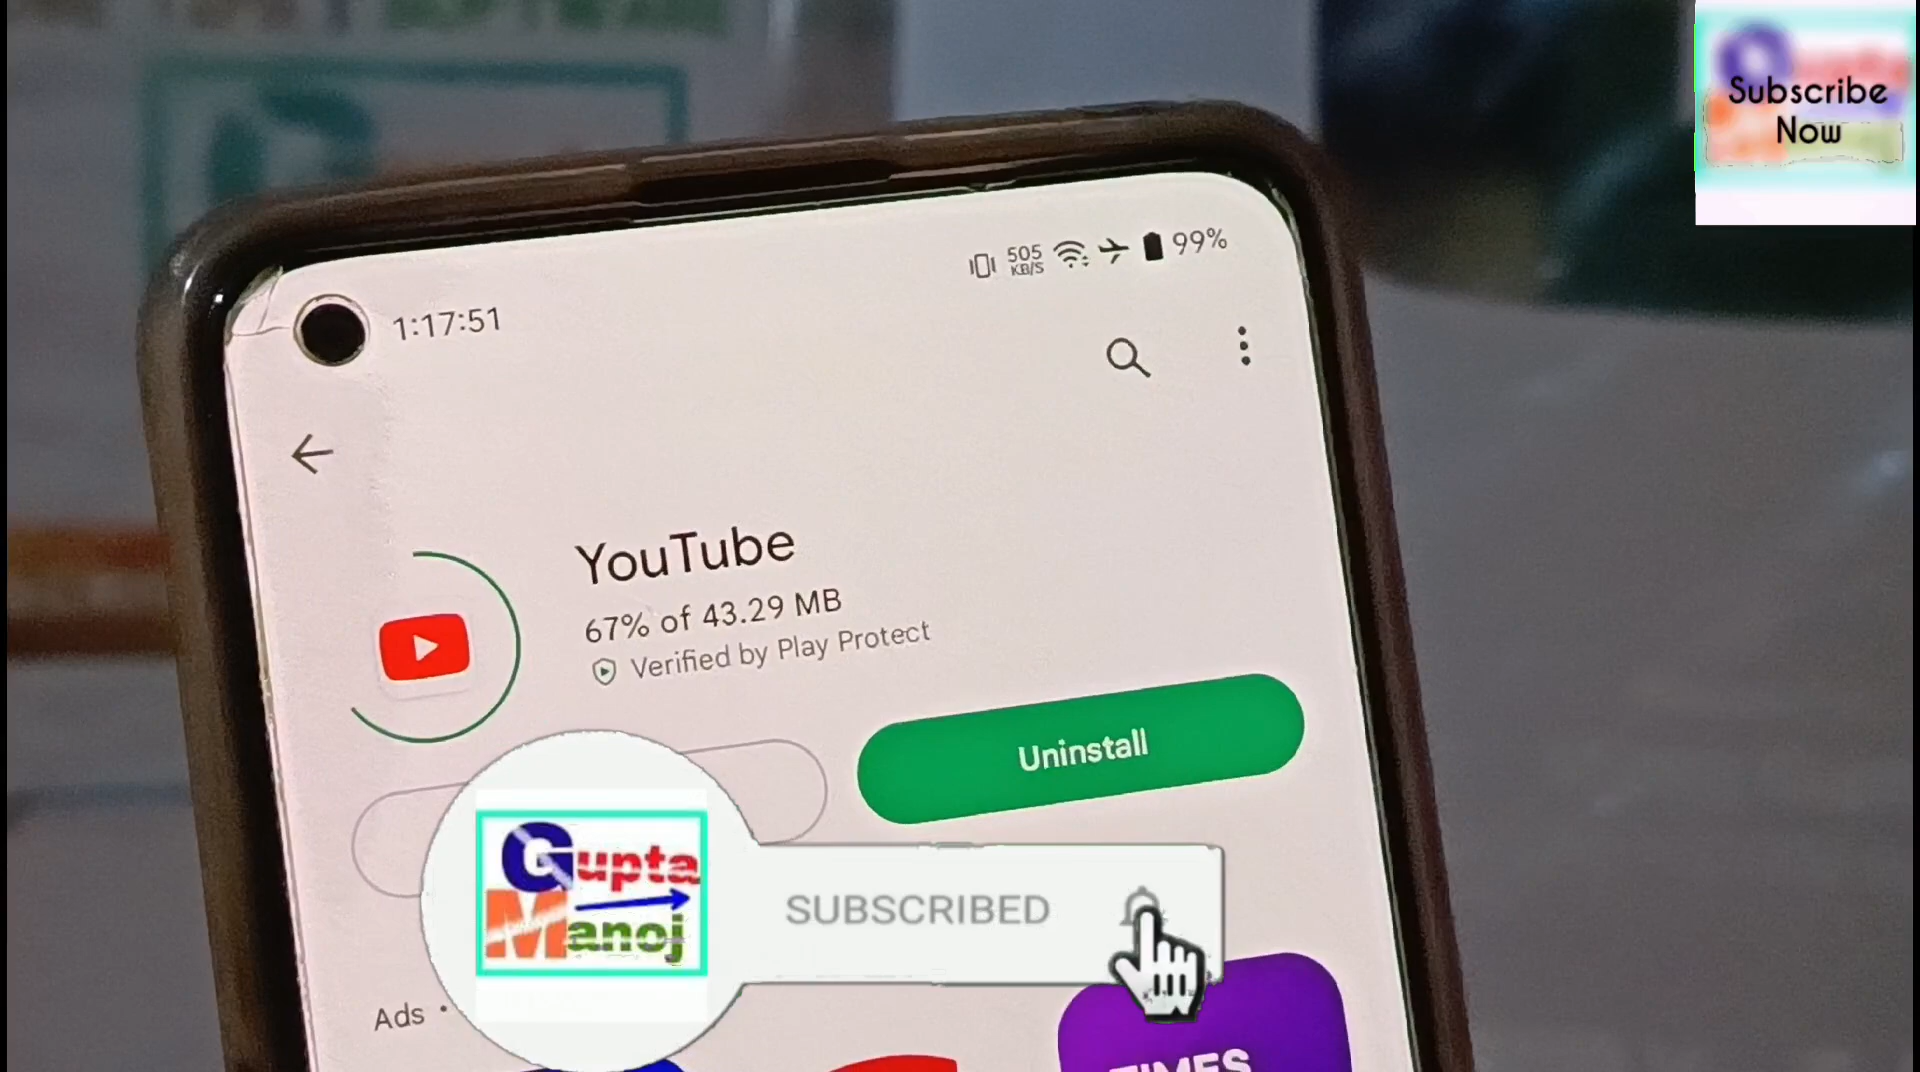 Subscribe
Now
1:17:51
505
KB/S
99%
YouTube
67% of 43.29 MB
Verified by Play Protect
Uninstall
Gupta
Manoj
SUBSCRIBED
Ads •
TIMES